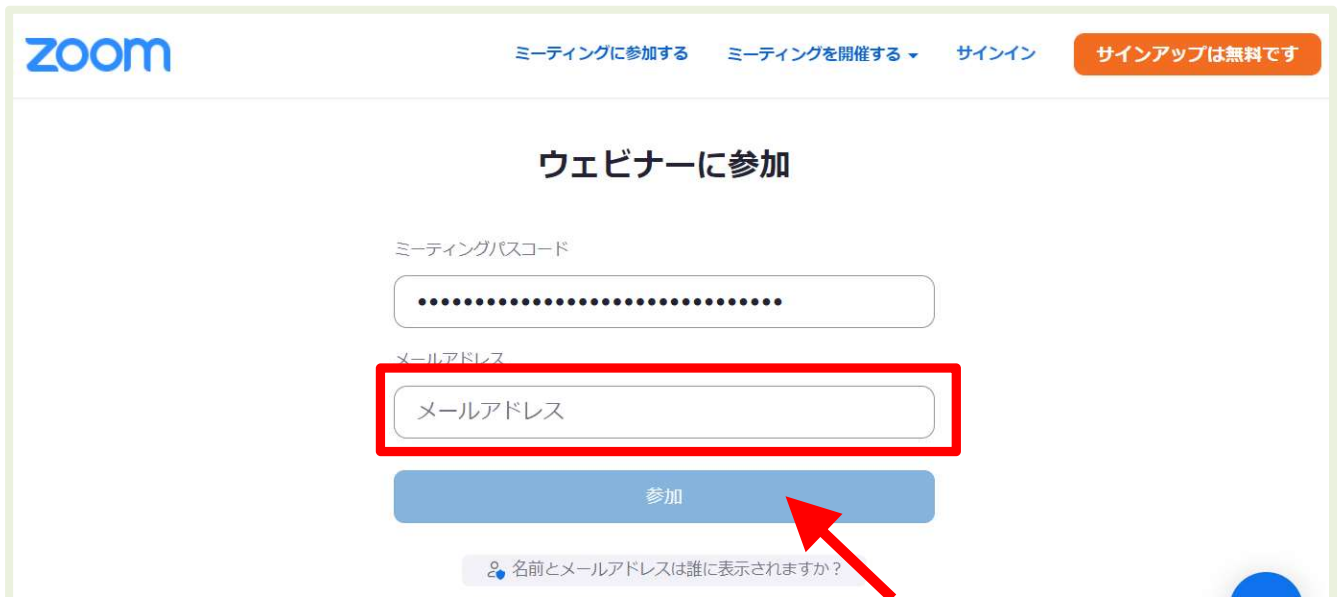 zoom
ミーティングに参加する ミーティングを開催する サインイン サインアップは無料です
ウェビナーに参加
ミーティングパスコード
••••••••••••••••••••••••••••••••
メールアドレス
メールアドレス
参加
名前とメールアドレスは誰に表示されますか？